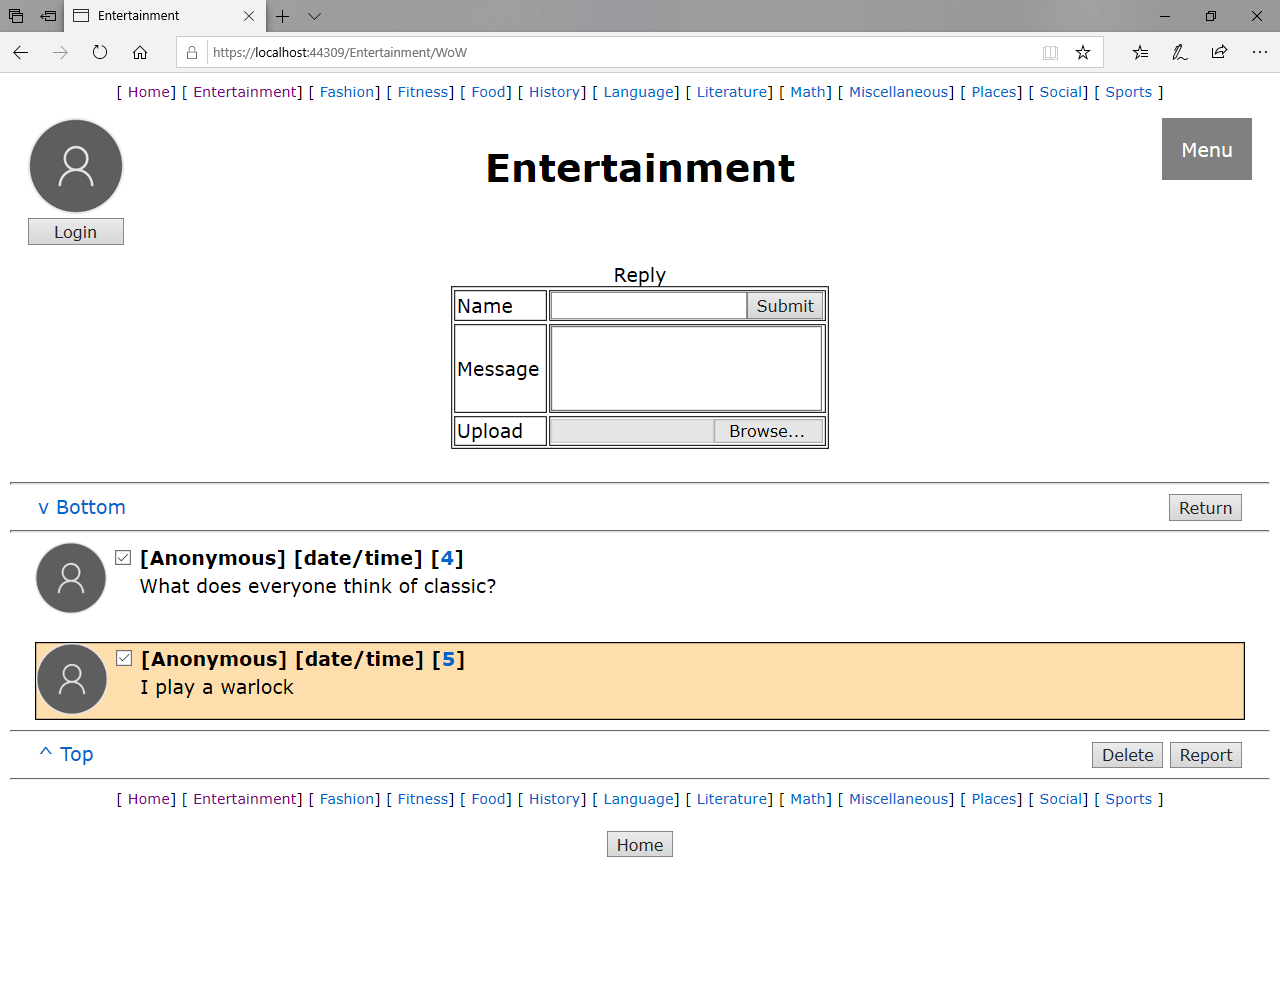 Entertainment
https://localhost:44309/Entertainment/WoW
[ Home] [ Entertainment] [ Fashion] [ Fitness] [ Food] [ History] [ Language] [ Literature] [ Math] [ Miscellaneous] [ Places] [ Social] [ Sports ]
Entertainment
Menu
Login
Reply
Name Submit
Message
Upload Browse...
v Bottom Return
[Anonymous] [date/time] [4]
What does everyone think of classic?
[Anonymous] [date/time] [5]
I play a warlock
^ Top Delete Report
[ Home] [ Entertainment] [ Fashion] [ Fitness] [ Food] [ History] [ Language] [ Literature] [ Math] [ Miscellaneous] [ Places] [ Social] [ Sports ]
Home